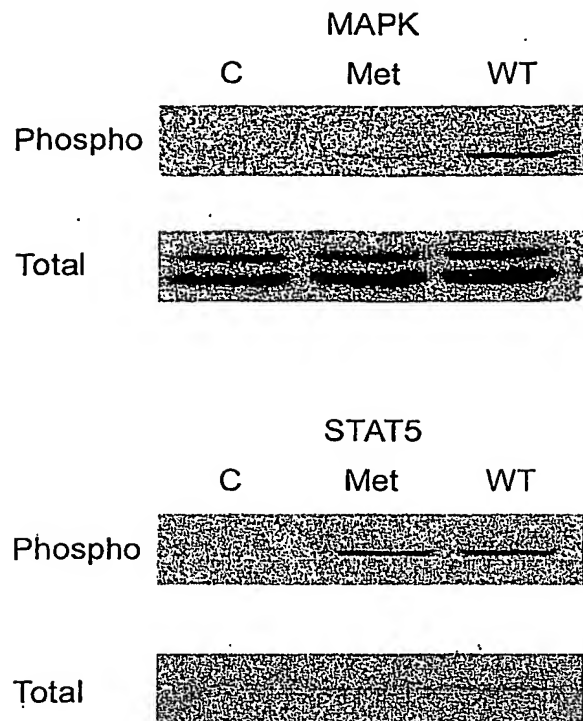 MAPK
C Met WT
Phospho
Total
STAT5
C Met WT
Phospho
Total